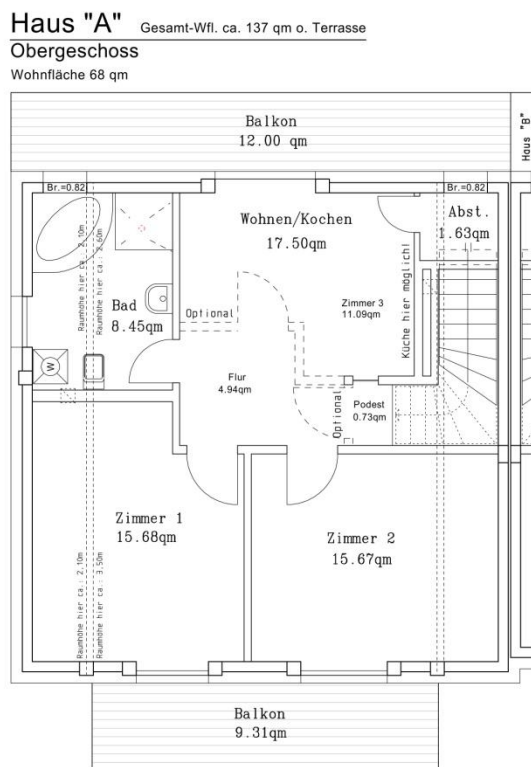 Haus "A" Gesamt-Wfl. ca. 137 qm o. Terrasse
Obergeschoss
Wohnfläche 68 qm
Balkon
12.00 qm
Haus "B"
Br.=0.82
Br.=0.82
Wohnen/Kochen
17.50qm
Abst.
1.63qm
Raumhöhe hier ca.: 2.10m
Raumhöhe hier ca.: 2.60m
Bad
8.45qm
Optional
Zimmer 3
11.09qm
Küche hier möglich!
W
Flur
4.94qm
Optional
Podest
0.73qm
Zimmer 1
15.68qm
Zimmer 2
15.67qm
Raumhöhe hier ca.: 2.10m
Raumhöhe hier ca.: 3.50m
Balkon
9.31qm